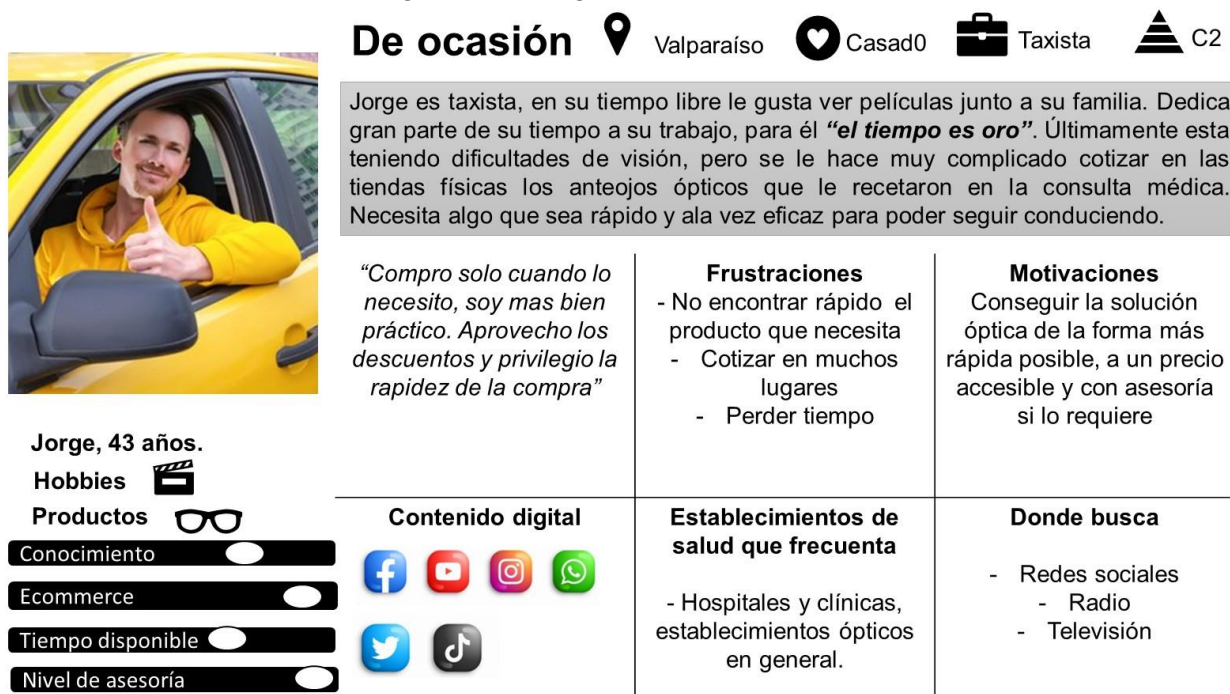 De ocasión
Valparaíso
Casad0
Taxista
C2
Jorge es taxista, en su tiempo libre le gusta ver películas junto a su familia. Dedica
gran parte de su tiempo a su trabajo, para él “el tiempo es oro”. Últimamente esta
teniendo dificultades de visión, pero se le hace muy complicado cotizar en las
tiendas físicas los anteojos ópticos que le recetaron en la consulta médica.
Necesita algo que sea rápido y ala vez eficaz para poder seguir conduciendo.
“Compro solo cuando lo
necesito, soy mas bien
práctico. Aprovecho los
descuentos y privilegio la
rapidez de la compra”
Frustraciones
- No encontrar rápido el
producto que necesita
- Cotizar en muchos
lugares
- Perder tiempo
Motivaciones
Conseguir la solución
óptica de la forma más
rápida posible, a un precio
accesible y con asesoría
si lo requiere
Jorge, 43 años.
Hobbies
Productos
Conocimiento
Ecommerce
Tiempo disponible
Nivel de asesoría
Contenido digital
Establecimientos de
salud que frecuenta
- Hospitales y clínicas,
establecimientos ópticos
en general.
Donde busca
- Redes sociales
- Radio
- Televisión